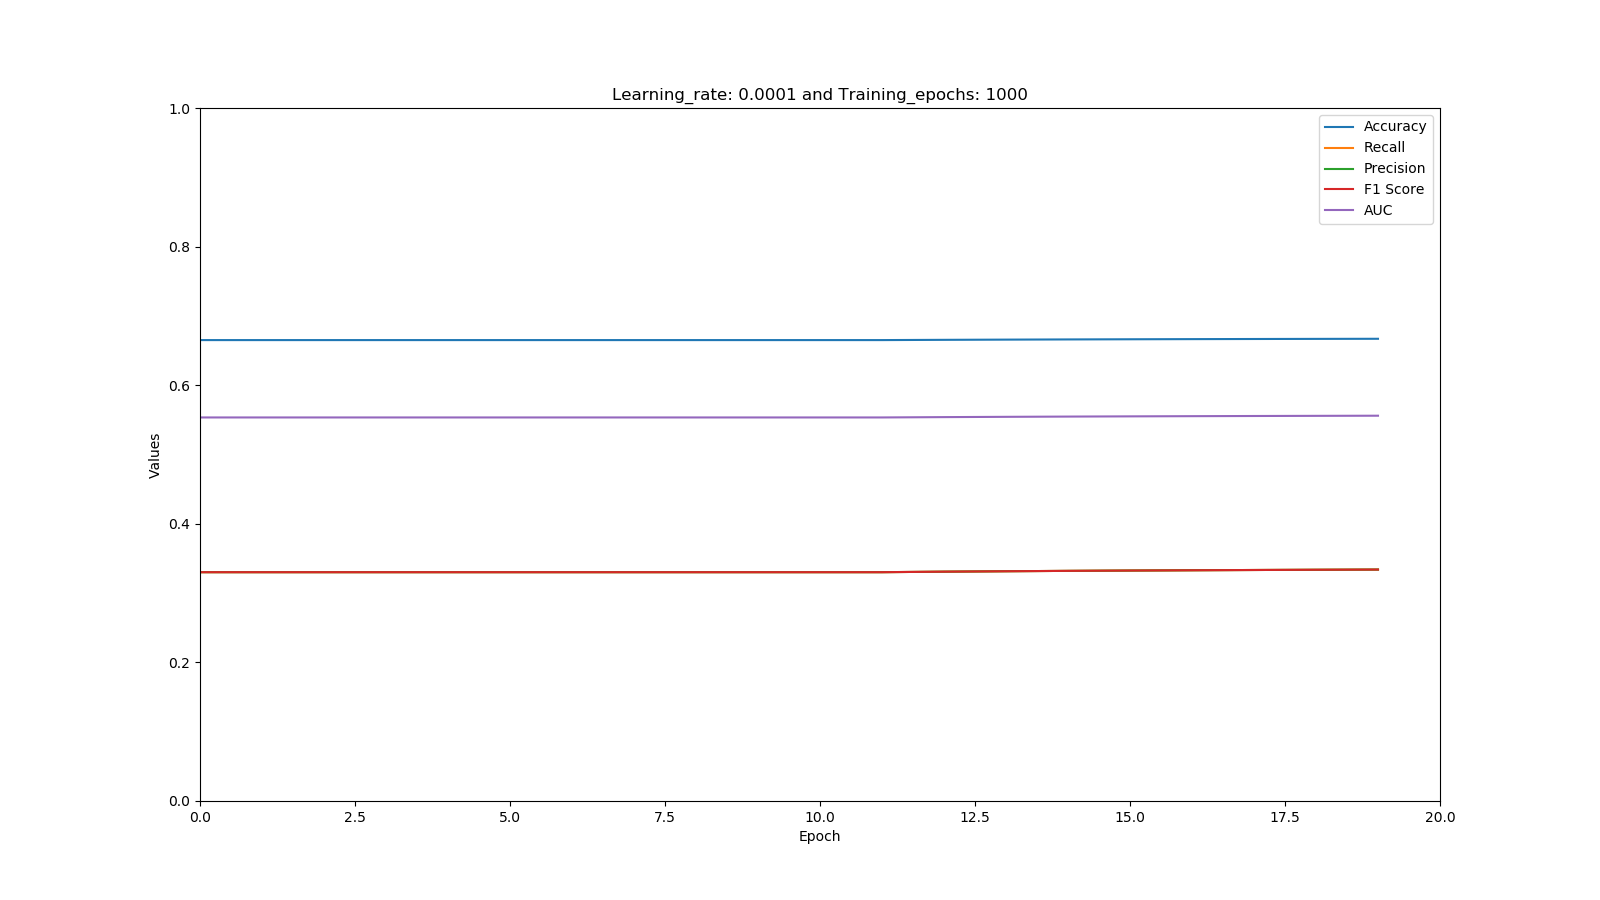 Learning_rate: 0.0001 and Training_epochs: 1000
1.0
0.8
0.6
0.4
0.2
0.0
Values
Accuracy
Recall
Precision
F1 Score
AUC
0.0 2.5 5.0 7.5 10.0 12.5 15.0 17.5 20.0
Epoch